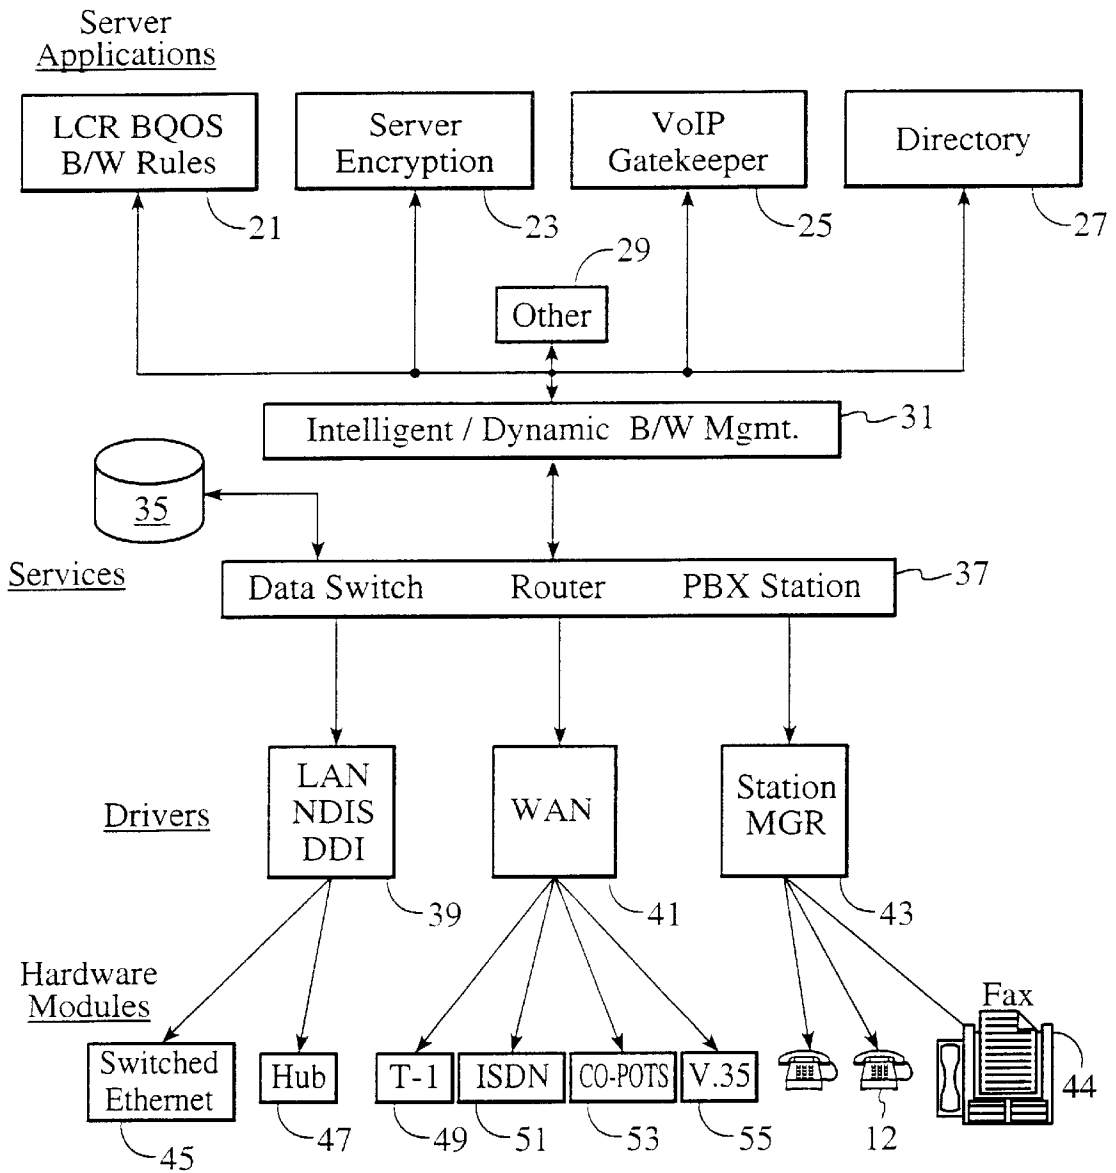 Server
Applications
LCR BQOS
B/W Rules
Server
Encryption
VoIP
Gatekeeper
Directory
21
23
25
27
29
Other
Intelligent / Dynamic B/W Mgmt.
31
35
Services
Data Switch Router PBX Station
37
Drivers
LAN
NDIS
DDI
WAN
Station
MGR
39
41
43
Hardware
Modules
Fax
Switched
Ethernet
Hub
T-1
ISDN
CO-POTS
V.35
44
45
47
49
51
53
55
12